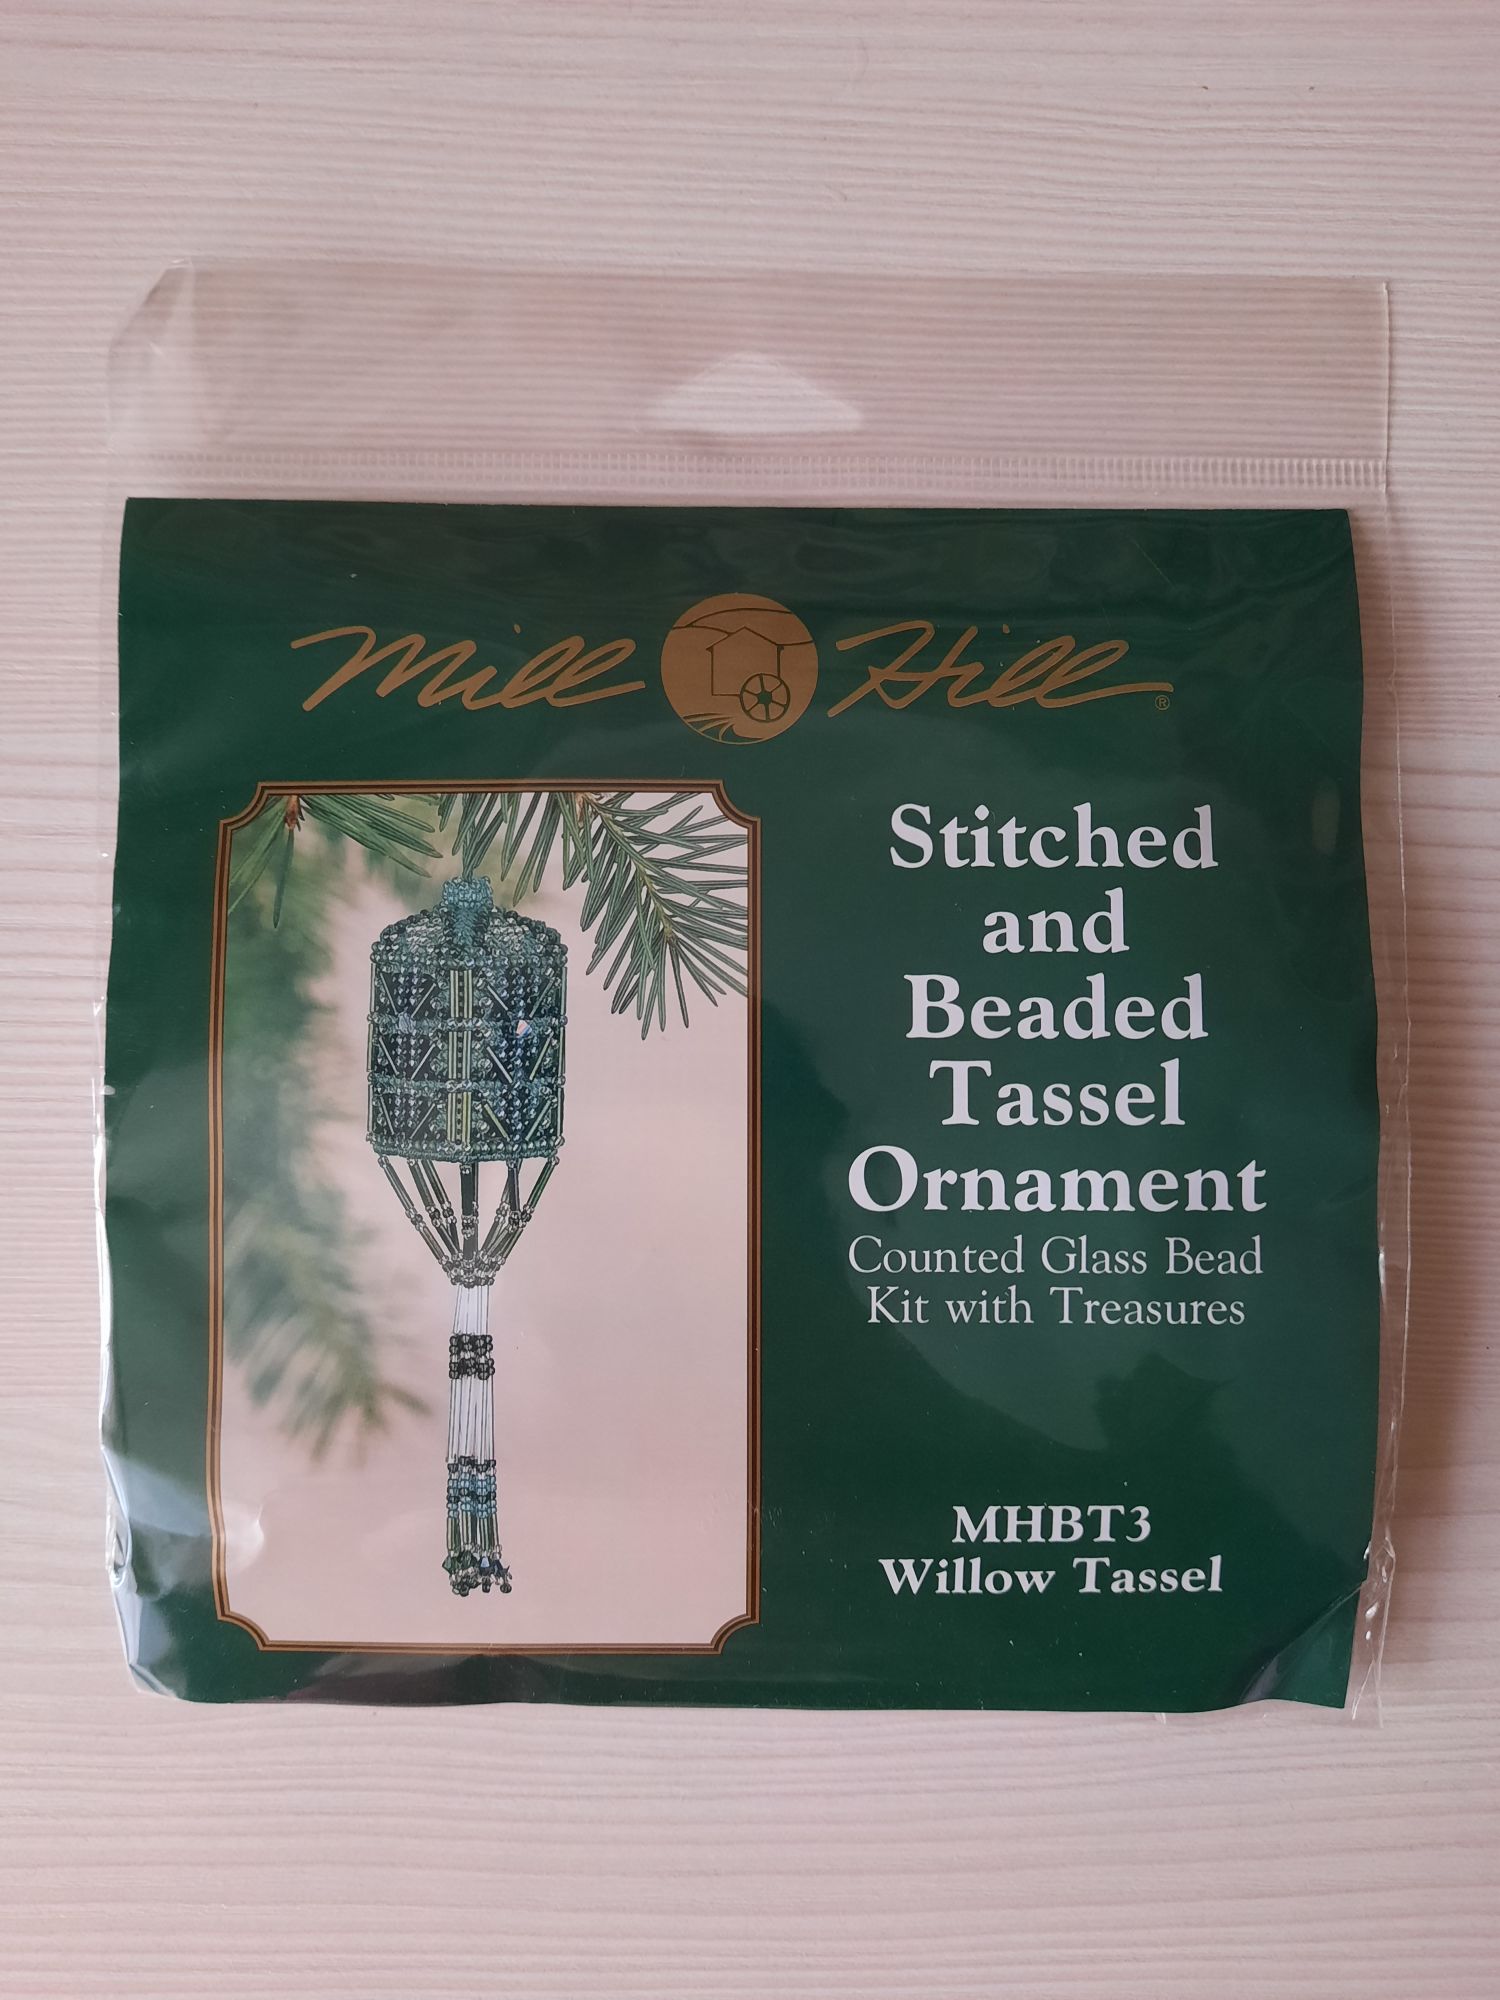 Mill Hill®
Stitched
and
Beaded
Tassel
Ornament
Counted Glass Bead
Kit with Treasures
MHBT3
Willow Tassel